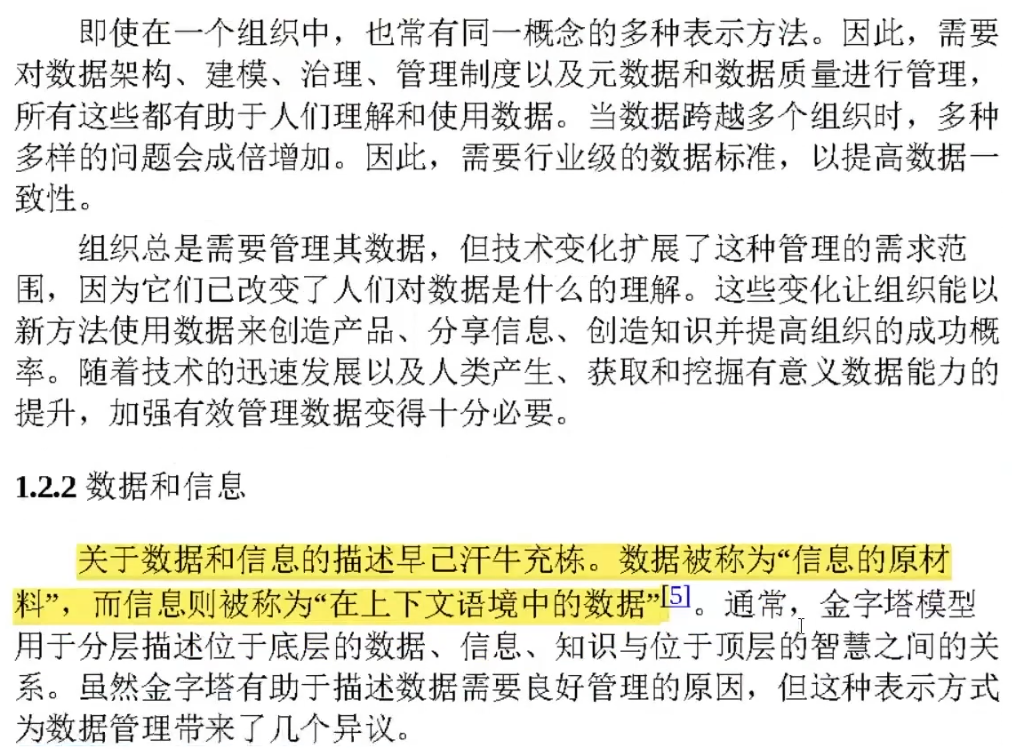 即使在一个组织中，也常有同一概念的多种表示方法。因此，需要
对数据架构、建模、治理、管理制度以及元数据和数据质量进行管理，
所有这些都有助于人们理解和使用数据。当数据跨越多个组织时，多种
多样的问题会成倍增加。因此，需要行业级的数据标准，以提高数据一
致性。
组织总是需要管理其数据，但技术变化扩展了这种管理的需求范
围，因为它们已改变了人们对数据是什么的理解。这些变化让组织能以
新方法使用数据来创造产品、分享信息、创造知识并提高组织的成功概
率。随着技术的迅速发展以及人类产生、获取和挖掘有意义数据能力的
提升，加强有效管理数据变得十分必要。
1.2.2 数据和信息
关于数据和信息的描述早已汗牛充栋。数据被称为“信息的原材
料”，而信息则被称为“在上下文语境中的数据”[5]。通常，金字塔模型
用于分层描述位于底层的数据、信息、知识与位于顶层的智慧之间的关
系。虽然金字塔有助于描述数据需要良好管理的原因，但这种表示方式
为数据管理带来了几个异议。